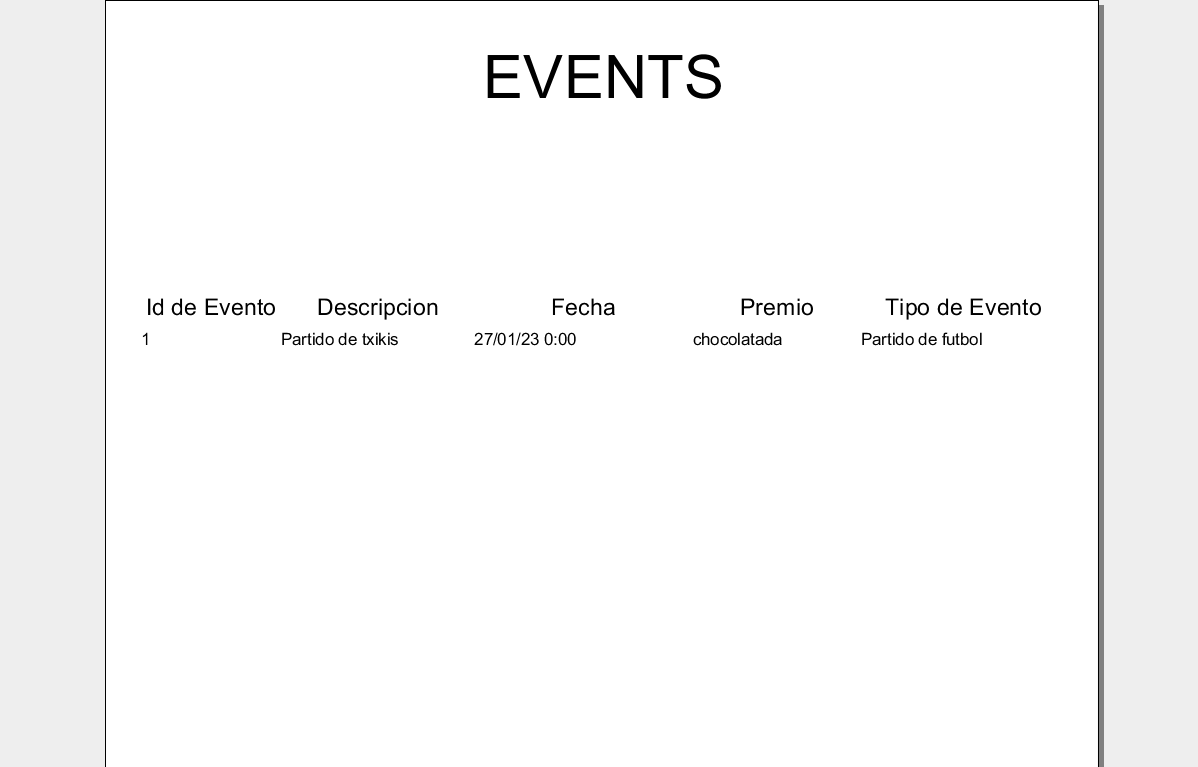 EVENTS
Id de Evento Descripcion Fecha Premio Tipo de Evento
1 Partido de txikis 27/01/23 0:00 chocolatada Partido de futbol